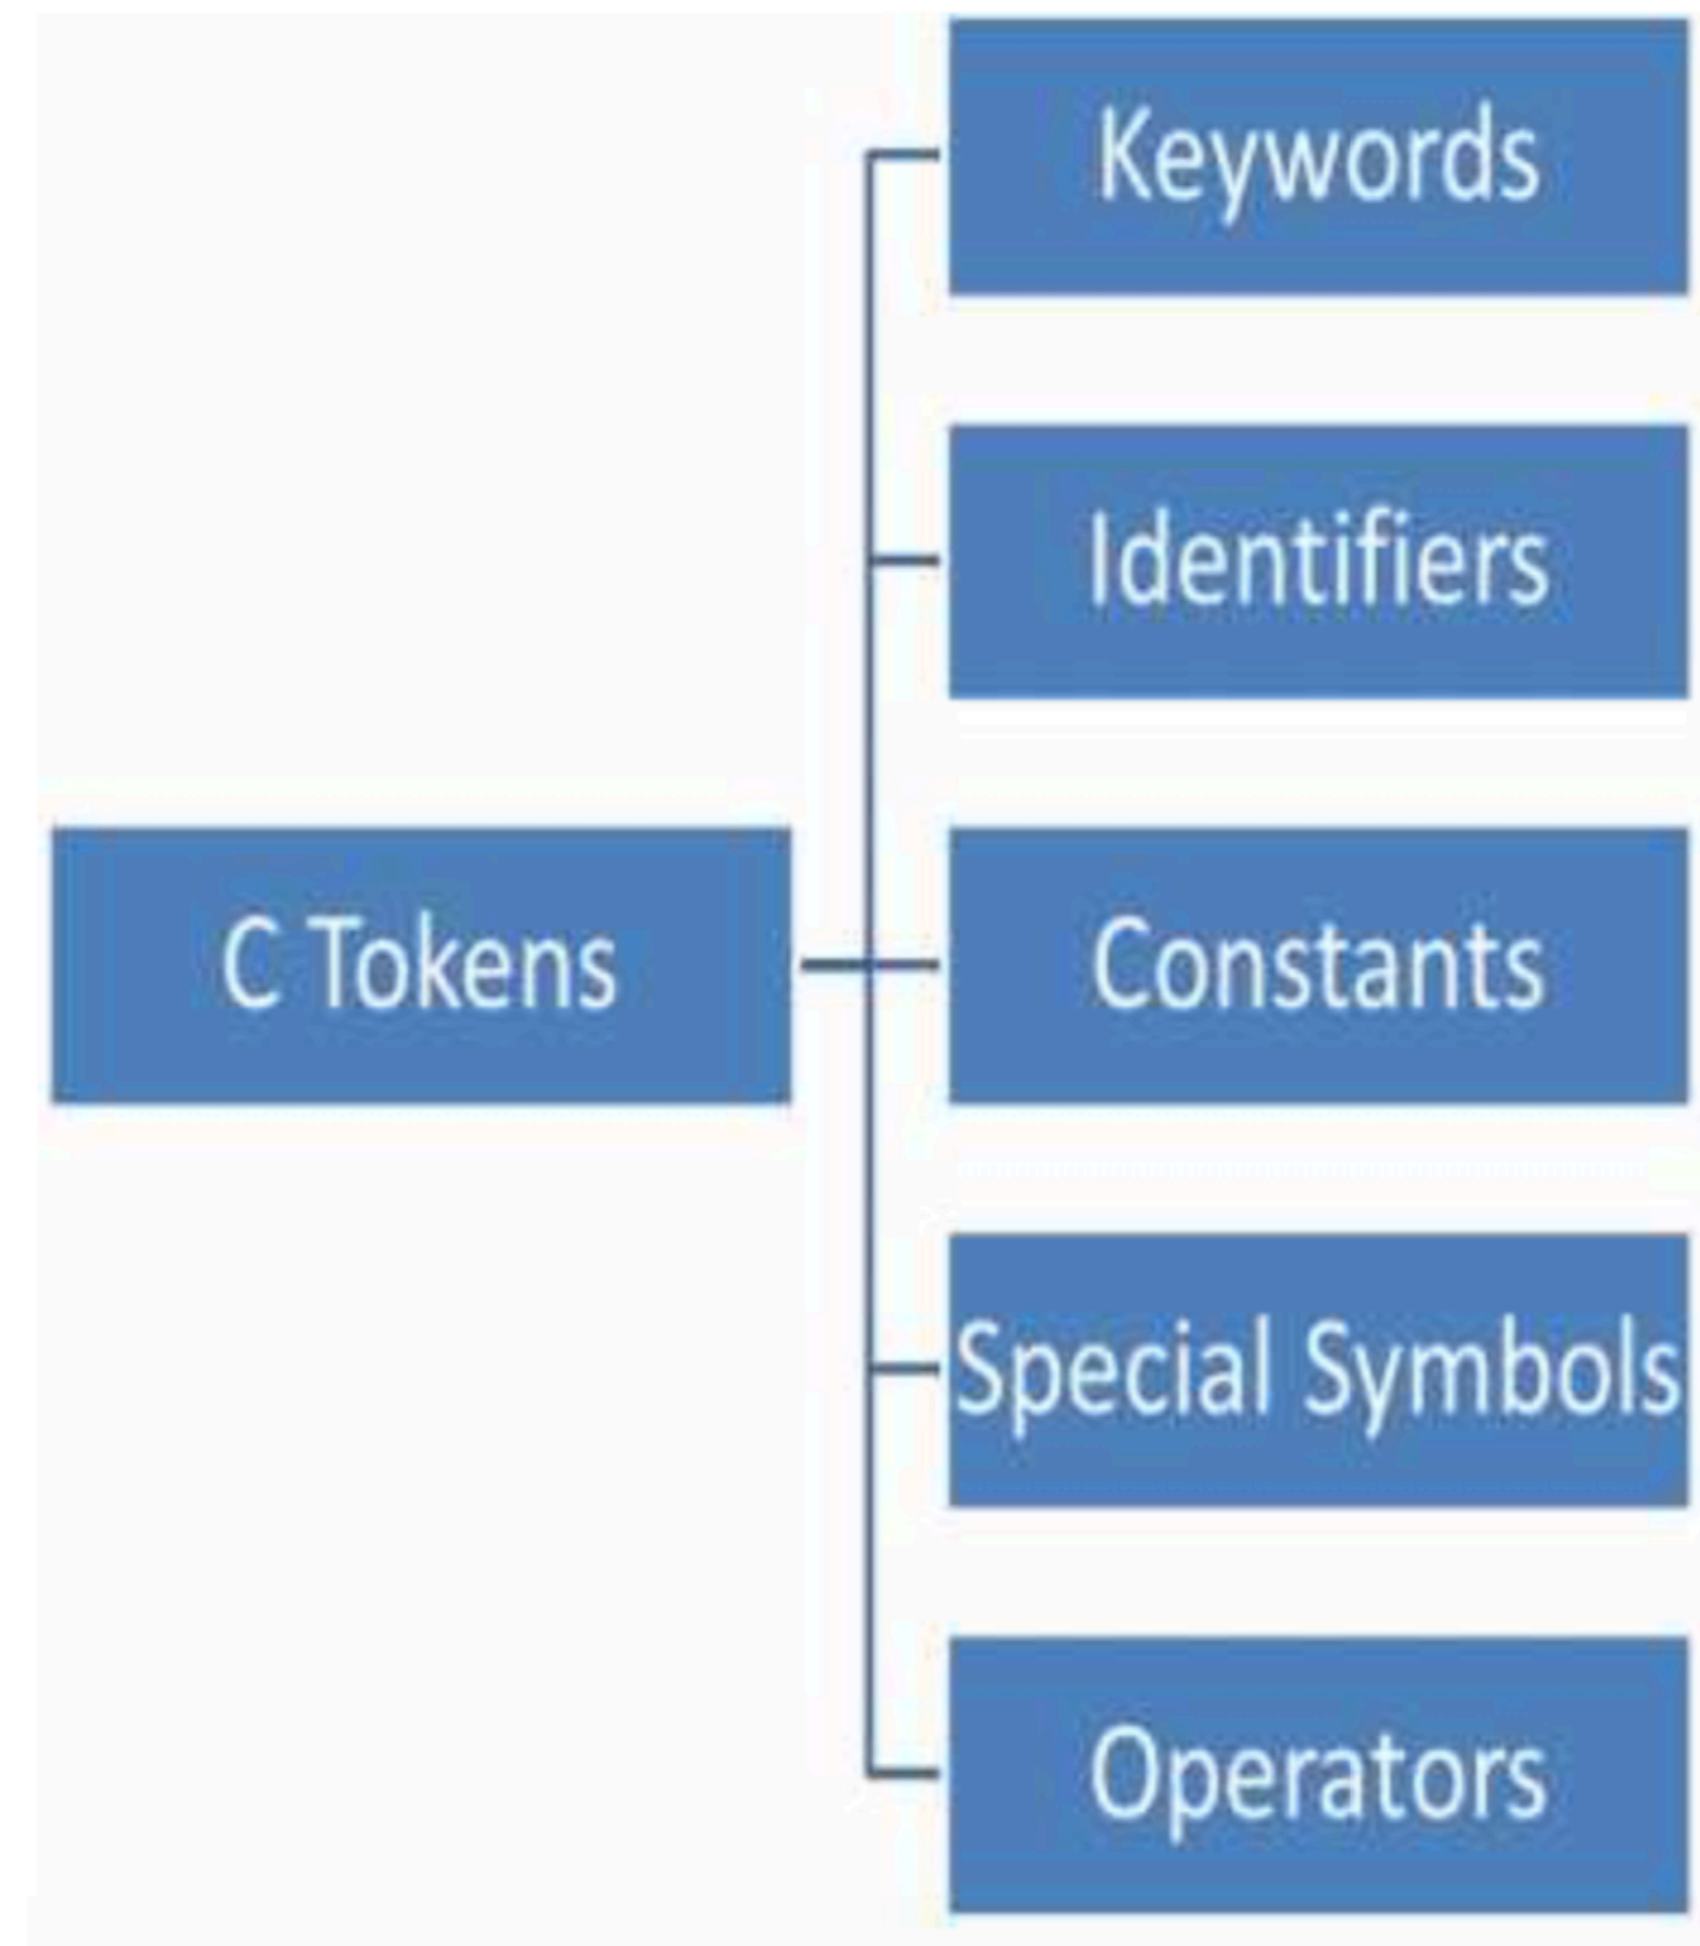 Keywords
Identifiers
C Tokens
Constants
Special Symbols
Operators